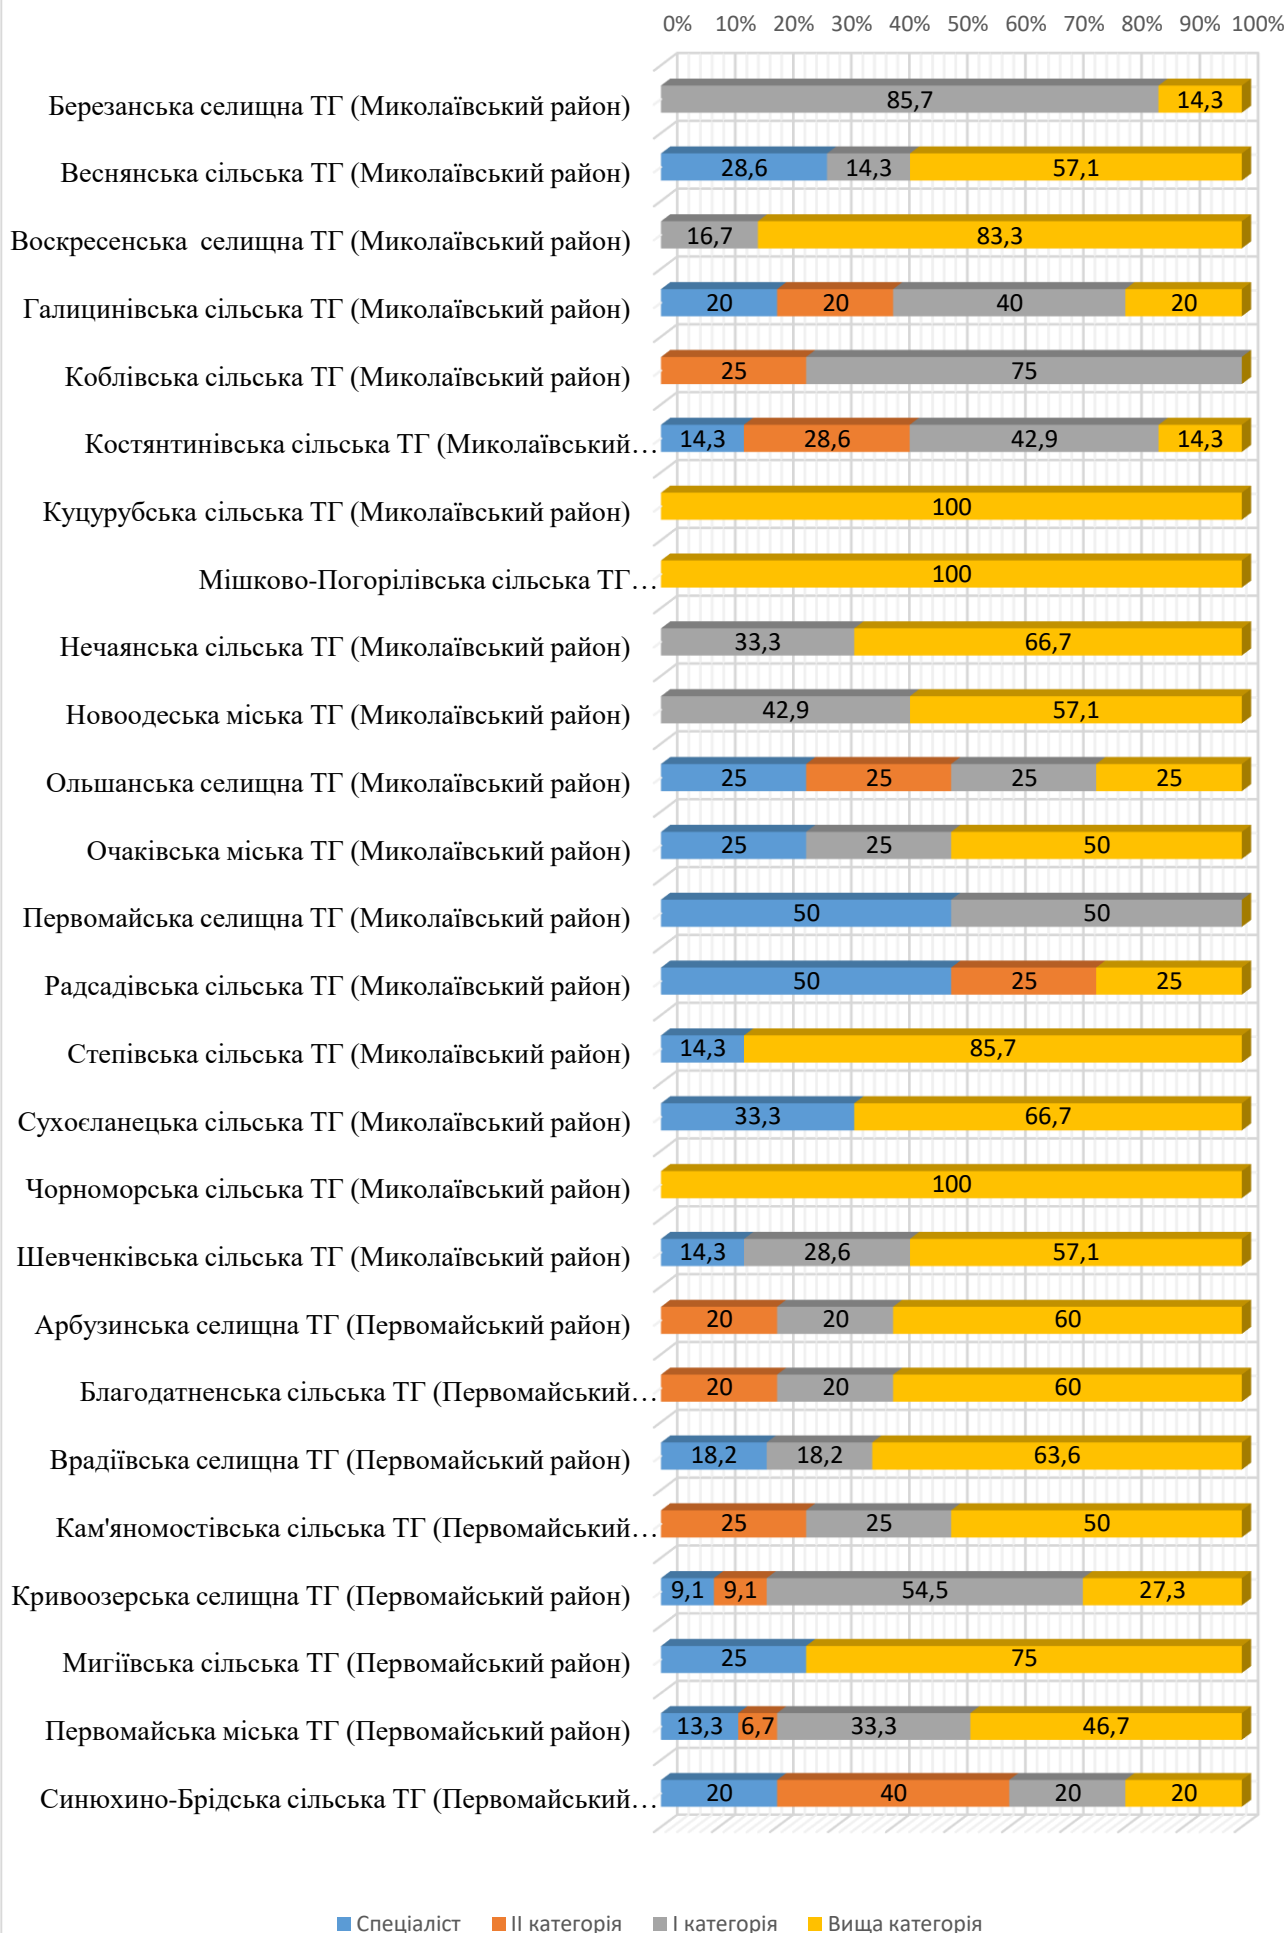 0% 10% 20% 30% 40% 50% 60% 70% 80% 90% 100%
Березанська селищна ТГ (Миколаївський район) 85,7 14,3
Веснянська сільська ТГ (Миколаївський район) 28,6 14,3 57,1
Воскресенська селищна ТГ (Миколаївський район) 16,7 83,3
Галицинівська сільська ТГ (Миколаївський район) 20 20 40 20
Коблівська сільська ТГ (Миколаївський район) 25 75
Костянтинівська сільська ТГ (Миколаївський… 14,3 28,6 42,9 14,3
Куцурубська сільська ТГ (Миколаївський район) 100
Мішково-Погорілівська сільська ТГ… 100
Нечаянська сільська ТГ (Миколаївський район) 33,3 66,7
Новоодеська міська ТГ (Миколаївський район) 42,9 57,1
Ольшанська селищна ТГ (Миколаївський район) 25 25 25 25
Очаківська міська ТГ (Миколаївський район) 25 25 50
Первомайська селищна ТГ (Миколаївський район) 50 50
Радсадівська сільська ТГ (Миколаївський район) 50 25 25
Степівська сільська ТГ (Миколаївський район) 14,3 85,7
Сухоєланецька сільська ТГ (Миколаївський район) 33,3 66,7
Чорноморська сільська ТГ (Миколаївський район) 100
Шевченківська сільська ТГ (Миколаївський район) 14,3 28,6 57,1
Арбузинська селищна ТГ (Первомайський район) 20 20 60
Благодатненська сільська ТГ (Первомайський… 20 20 60
Врадіївська селищна ТГ (Первомайський район) 18,2 18,2 63,6
Кам'яномостівська сільська ТГ (Первомайський… 25 25 50
Кривоозерська селищна ТГ (Первомайський район) 9,1 9,1 54,5 27,3
Мигіївська сільська ТГ (Первомайський район) 25 75
Первомайська міська ТГ (Первомайський район) 13,3 6,7 33,3 46,7
Синюхино-Брідська сільська ТГ (Первомайський… 20 40 20 20
Спеціаліст ІІ категорія І категорія Вища категорія